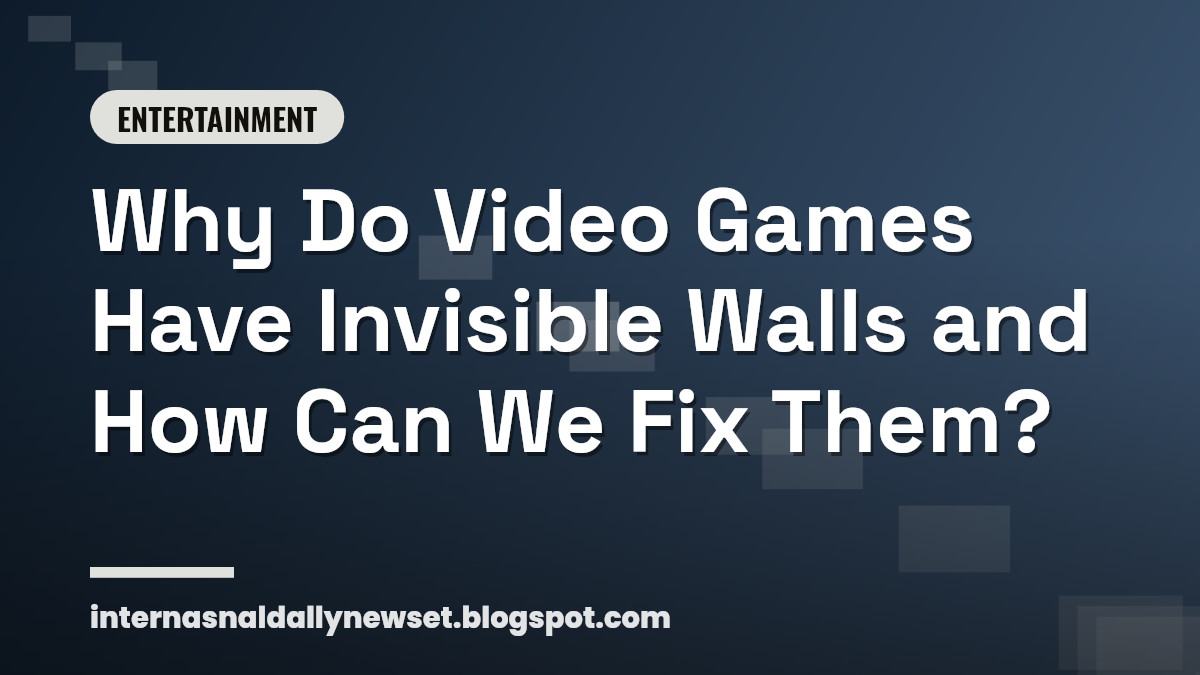 ENTERTAINMENT
Why Do Video Games
Have Invisible Walls and
How Can We Fix Them?
internasnaldallynewset.blogspot.com